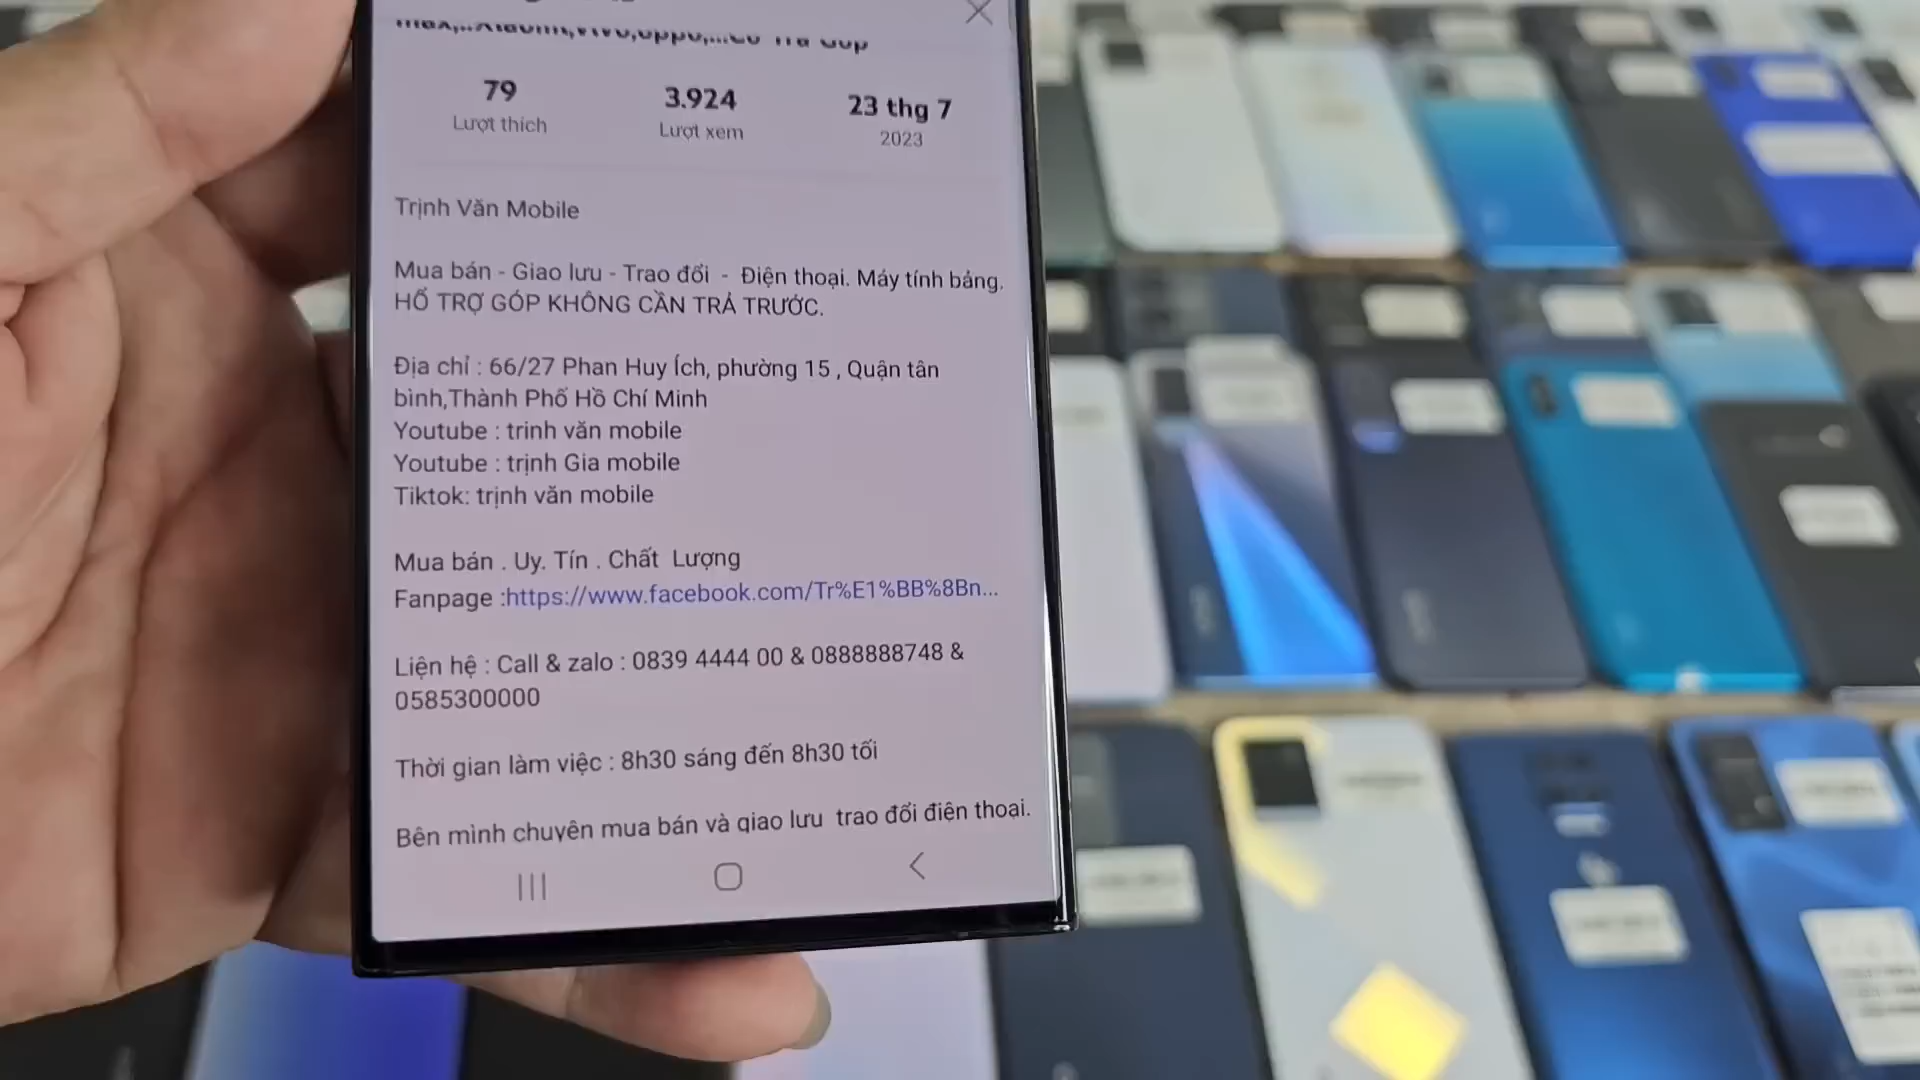 79
Lượt thích
3.924
Lượt xem
23 thg 7
2023
Trịnh Văn Mobile
Mua bán - Giao lưu - Trao đổi - Điện thoại. Máy tính bảng.
HỖ TRỢ GÓP KHÔNG CẦN TRẢ TRƯỚC.
Địa chỉ : 66/27 Phan Huy Ích, phường 15 , Quận tân
bình,Thành Phố Hồ Chí Minh
Youtube : trinh văn mobile
Youtube : trịnh Gia mobile
Tiktok: trịnh văn mobile
Mua bán . Uy. Tín . Chất Lượng
Fanpage :https://www.facebook.com/Tr%E1%BB%8Bn...
Liện hệ : Call & zalo : 0839 4444 00 & 0888888748 &
0585300000
Thời gian làm việc : 8h30 sáng đến 8h30 tối
Bên mình chuyên mua bán và giao lưu trao đổi điện thoại.